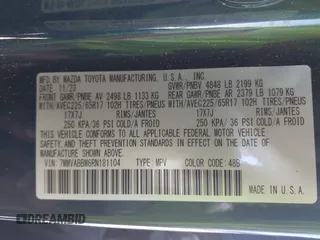 MFD BY MAZDA TOYOTA MANUFACTURING, U.S.A., INC.
DATE 11/23 GVWR/PNBV 4848 LB 2199 KG
FRONT GAWR/PNBE AV 2498 LB 1133 KG REAR GAWR/PNBE AR 2379 LB 1079 KG
WITH/AVEC225/65R17 102H TIRES/PNEUS WITH/AVEC225/65R17 102H TIRES/PNEUS
17X7J RIMS/JANTES 17X7J RIMS/JANTES
250 KPA/36 PSI COLD/A FROID 250 KPA/36 PSI COLD/A FROID
THIS VEHICLE CONFORMS TO ALL APPLICABLE FEDERAL MOTOR VEHICLE
SAFETY, BUMPER, AND THEFT PREVENTION STANDARDS IN EFFECT ON THE
DATE OF MANUFACTURE SHOWN ABOVE.
VIN: 7MMVABBM6RN181104 TYPE: MPV COLOR CODE: 48B
MADE IN U.S.A.
DREAMBID